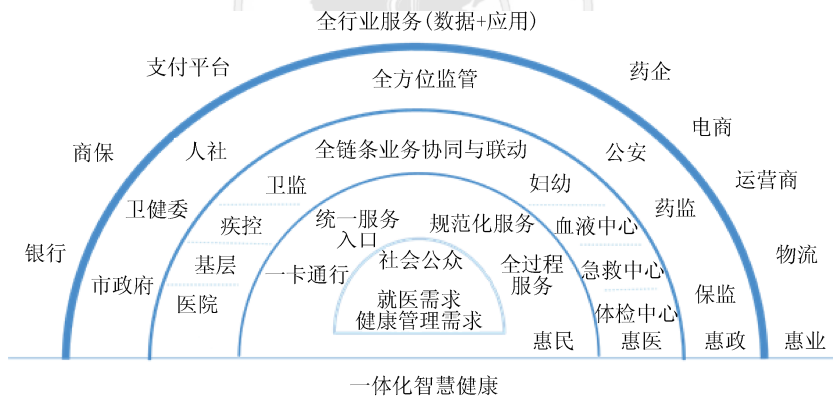 全行业服务(数据+应用)
支付平台
全方位监管
药企
电商
商保
人社
全链条业务协同与联动
公安
运营商
卫监
妇幼
卫健委
药监
疾控
统一服务
入口
规范化服务
血液中心
银行
物流
基层
一卡通行
社会公众
全过程
服务
急救中心
市政府
保监
医院
就医需求
健康管理需求
体检中心
惠民
惠医
惠政
惠业
一体化智慧健康